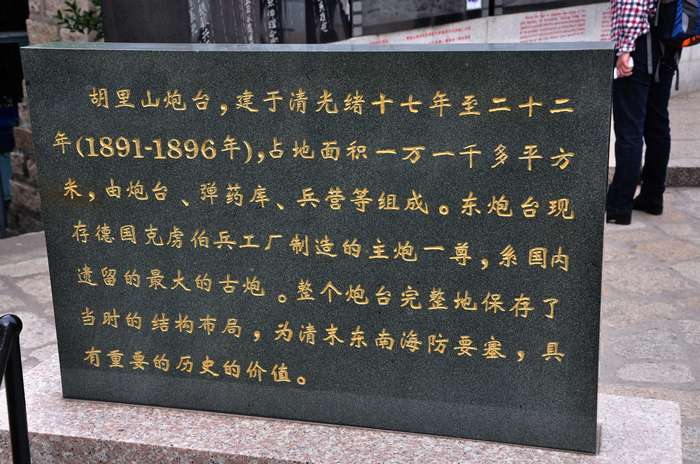 胡里山炮台，建于清光绪十七年至二十二
年(1891-1896年)，占地面积一万一千多平方
米，由炮台、弹药库、兵营等组成。东炮台现
存德国克虏伯兵工厂制造的主炮一尊，系国内
遗留的最大的古炮。整个炮台完整地保存了
当时的结构布局，为清末东南海防要塞，具
有重要的历史的价值。